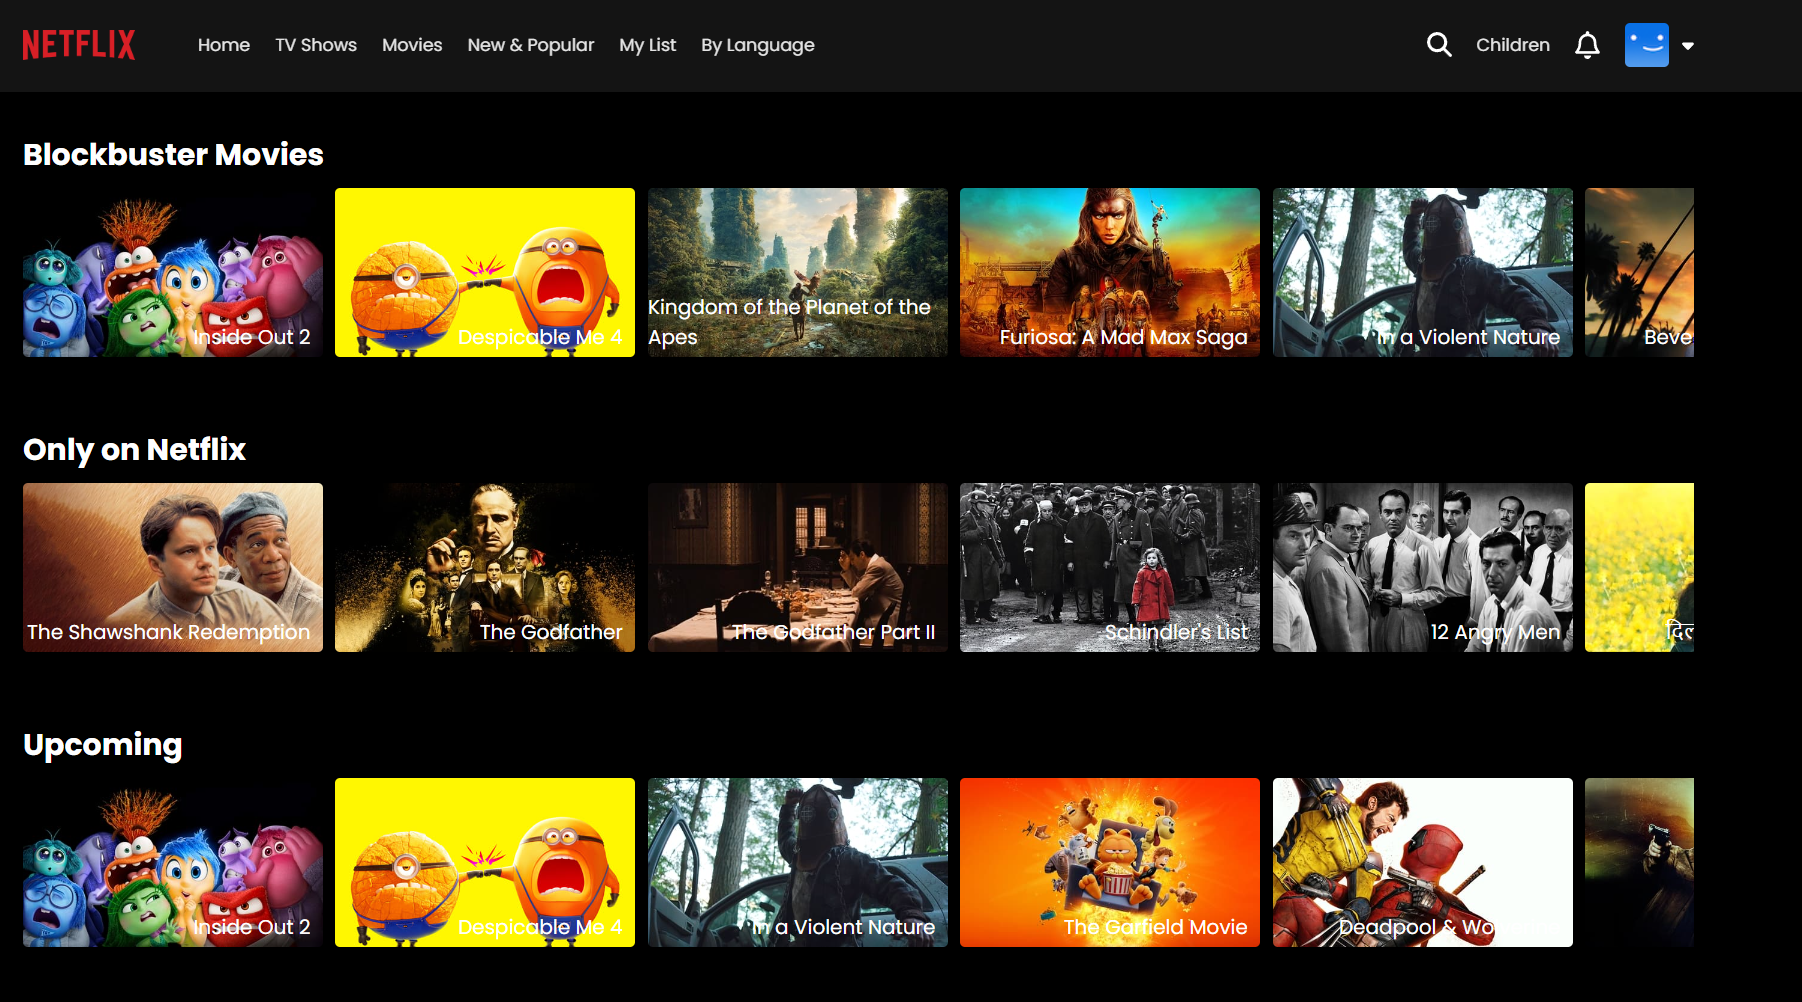 NETFLIX
Home TV Shows Movies New & Popular My List By Language Children
Blockbuster Movies
Inside Out 2
Despicable Me 4
Kingdom of the Planet of the
Apes
Furiosa: A Mad Max Saga
In a Violent Nature
Beve
Only on Netflix
The Shawshank Redemption
The Godfather
The Godfather Part II
Schindler's List
12 Angry Men
Upcoming
Inside Out 2
Despicable Me 4
In a Violent Nature
The Garfield Movie
Deadpool & Wo